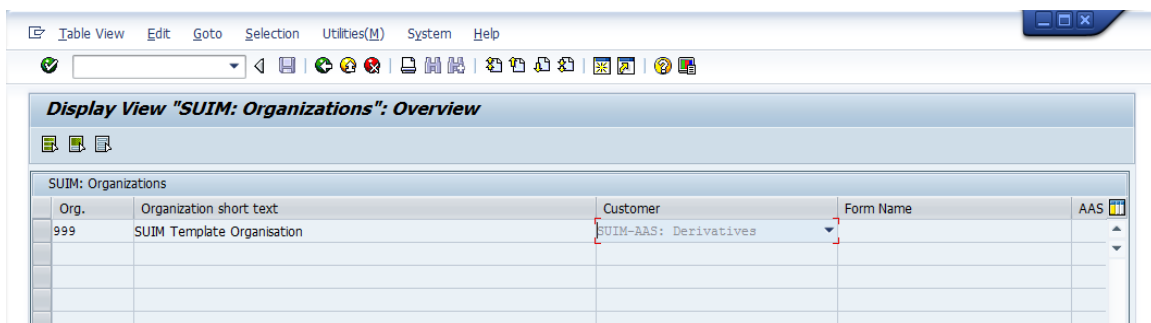 Table View Edit Goto Selection Utilities(M) System Help
Display View "SUIM: Organizations": Overview
SUIM: Organizations
Org. Organization short text Customer Form Name AAS
999 SUIM Template Organisation SUIM-AAS: Derivatives